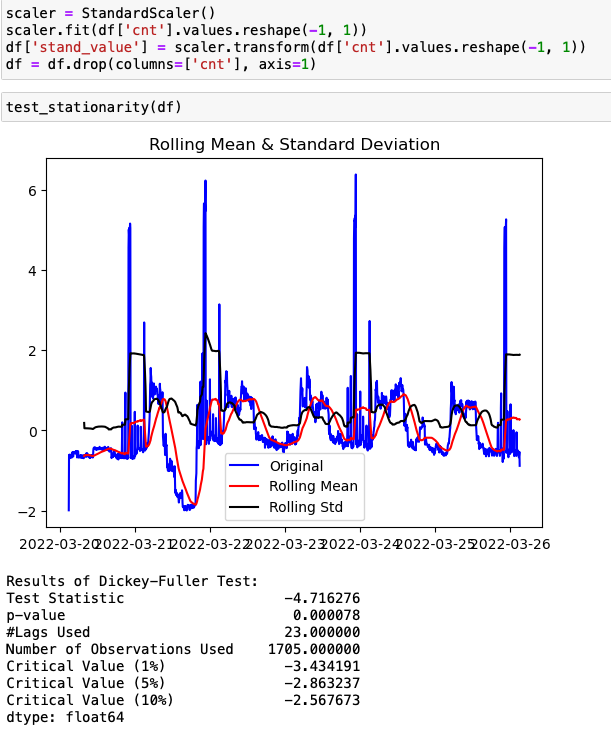 scaler = StandardScaler()
scaler.fit(df['cnt'].values.reshape(-1, 1))
df['stand_value'] = scaler.transform(df['cnt'].values.reshape(-1, 1))
df = df.drop(columns=['cnt'], axis=1)
test_stationarity(df)
Rolling Mean & Standard Deviation
6
4
2
0
−2
Original
Rolling Mean
Rolling Std
2022-03-20 2022-03-21 2022-03-22 2022-03-23 2022-03-24 2022-03-25 2022-03-26
Results of Dickey-Fuller Test:
Test Statistic -4.716276
p-value 0.000078
#Lags Used 23.000000
Number of Observations Used 1705.000000
Critical Value (1%) -3.434191
Critical Value (5%) -2.863237
Critical Value (10%) -2.567673
dtype: float64